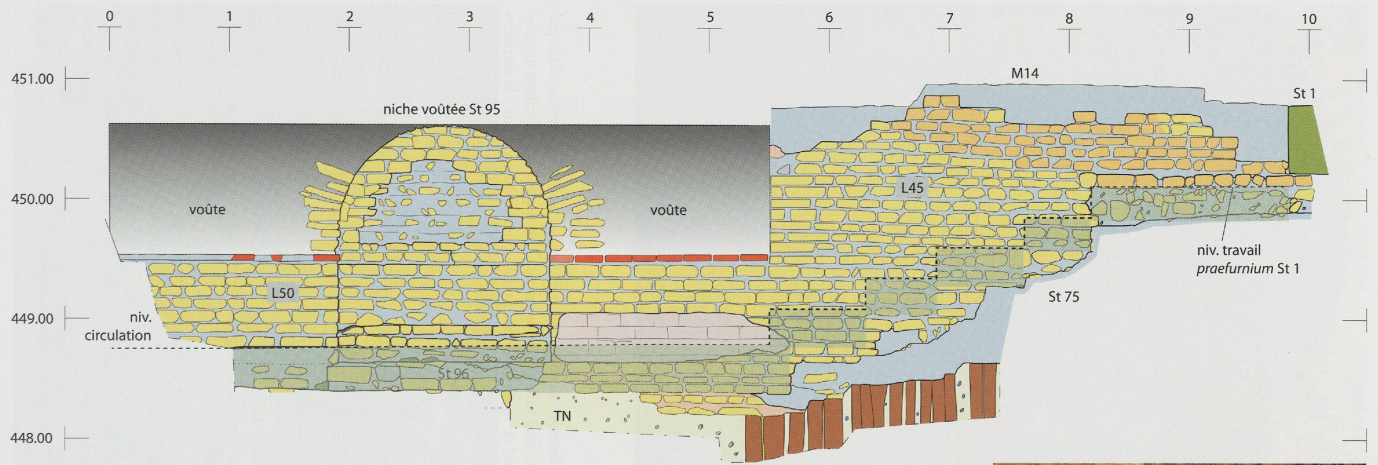 0 1 2 3 4 5 6 7 8 9 10
451.00
M14
St 1
niche voûtée St 95
450.00
L45
voûte
voûte
niv. travail
praefurnium St 1
L50
St 75
niv.
circulation
449.00
St 96
TN
448.00